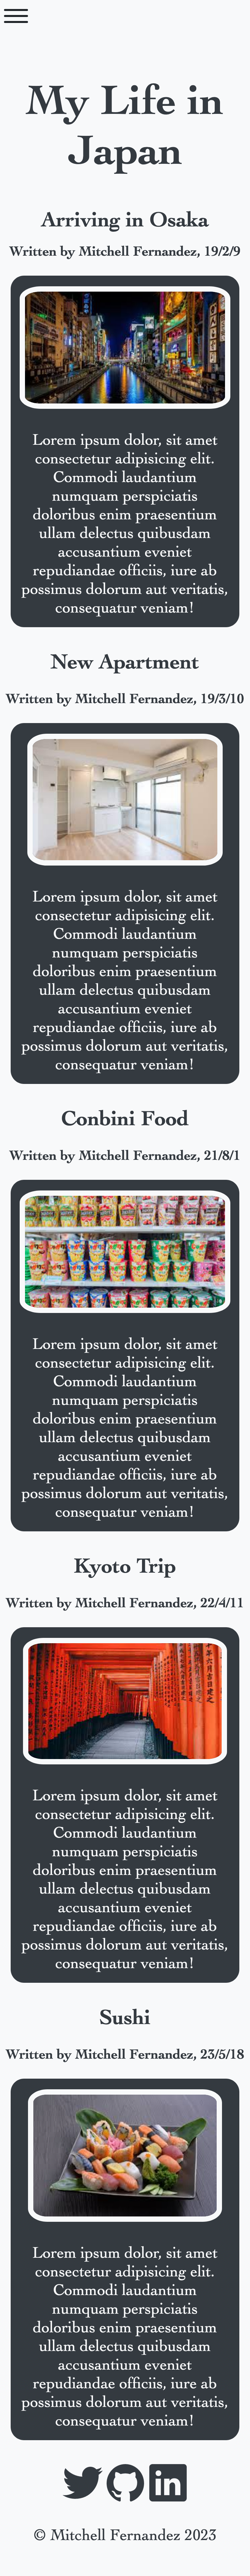 My Life in
Japan
Arriving in Osaka
Written by Mitchell Fernandez, 19/2/9
Lorem ipsum dolor, sit amet
consectetur adipisicing elit.
Commodi laudantium
numquam perspiciatis
doloribus enim praesentium
ullam delectus quibusdam
accusantium eveniet
repudiandae officiis, iure ab
possimus dolorum aut veritatis,
consequatur veniam!
New Apartment
Written by Mitchell Fernandez, 19/3/10
Lorem ipsum dolor, sit amet
consectetur adipisicing elit.
Commodi laudantium
numquam perspiciatis
doloribus enim praesentium
ullam delectus quibusdam
accusantium eveniet
repudiandae officiis, iure ab
possimus dolorum aut veritatis,
consequatur veniam!
Conbini Food
Written by Mitchell Fernandez, 21/8/1
Lorem ipsum dolor, sit amet
consectetur adipisicing elit.
Commodi laudantium
numquam perspiciatis
doloribus enim praesentium
ullam delectus quibusdam
accusantium eveniet
repudiandae officiis, iure ab
possimus dolorum aut veritatis,
consequatur veniam!
Kyoto Trip
Written by Mitchell Fernandez, 22/4/11
Lorem ipsum dolor, sit amet
consectetur adipisicing elit.
Commodi laudantium
numquam perspiciatis
doloribus enim praesentium
ullam delectus quibusdam
accusantium eveniet
repudiandae officiis, iure ab
possimus dolorum aut veritatis,
consequatur veniam!
Sushi
Written by Mitchell Fernandez, 23/5/18
Lorem ipsum dolor, sit amet
consectetur adipisicing elit.
Commodi laudantium
numquam perspiciatis
doloribus enim praesentium
ullam delectus quibusdam
accusantium eveniet
repudiandae officiis, iure ab
possimus dolorum aut veritatis,
consequatur veniam!
in
© Mitchell Fernandez 2023